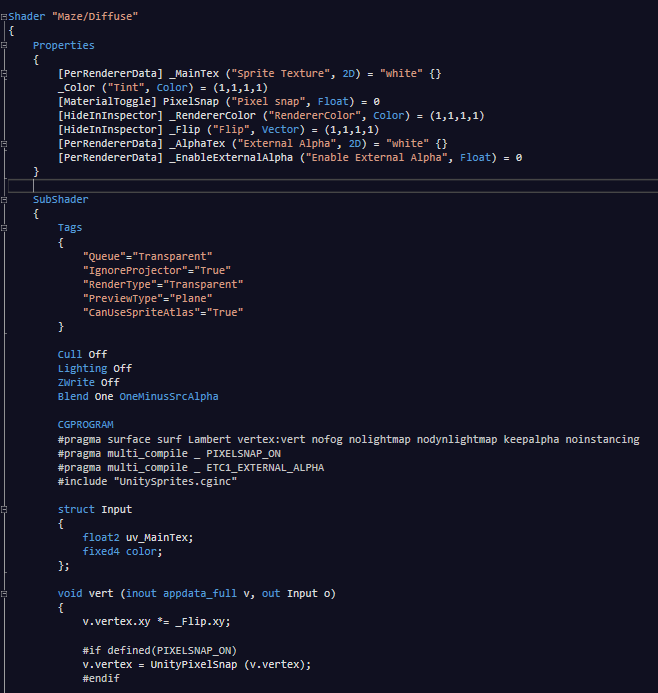 Shader "Maze/Diffuse"
{
    Properties
    {
        [PerRendererData] _MainTex ("Sprite Texture", 2D) = "white" {}
        _Color ("Tint", Color) = (1,1,1,1)
        [MaterialToggle] PixelSnap ("Pixel snap", Float) = 0
        [HideInInspector] _RendererColor ("RendererColor", Color) = (1,1,1,1)
        [HideInInspector] _Flip ("Flip", Vector) = (1,1,1,1)
        [PerRendererData] _AlphaTex ("External Alpha", 2D) = "white" {}
        [PerRendererData] _EnableExternalAlpha ("Enable External Alpha", Float) = 0
    }
    SubShader
    {
        Tags
        {
            "Queue"="Transparent"
            "IgnoreProjector"="True"
            "RenderType"="Transparent"
            "PreviewType"="Plane"
            "CanUseSpriteAtlas"="True"
        }
        Cull Off
        Lighting Off
        ZWrite Off
        Blend One OneMinusSrcAlpha
        CGPROGRAM
        #pragma surface surf Lambert vertex:vert nofog nolightmap nodynlightmap keepalpha noinstancing
        #pragma multi_compile _ PIXELSNAP_ON
        #pragma multi_compile _ ETC1_EXTERNAL_ALPHA
        #include "UnitySprites.cginc"
        struct Input
        {
            float2 uv_MainTex;
            fixed4 color;
        };
        void vert (inout appdata_full v, out Input o)
        {
            v.vertex.xy *= _Flip.xy;
            #if defined(PIXELSNAP_ON)
            v.vertex = UnityPixelSnap (v.vertex);
            #endif